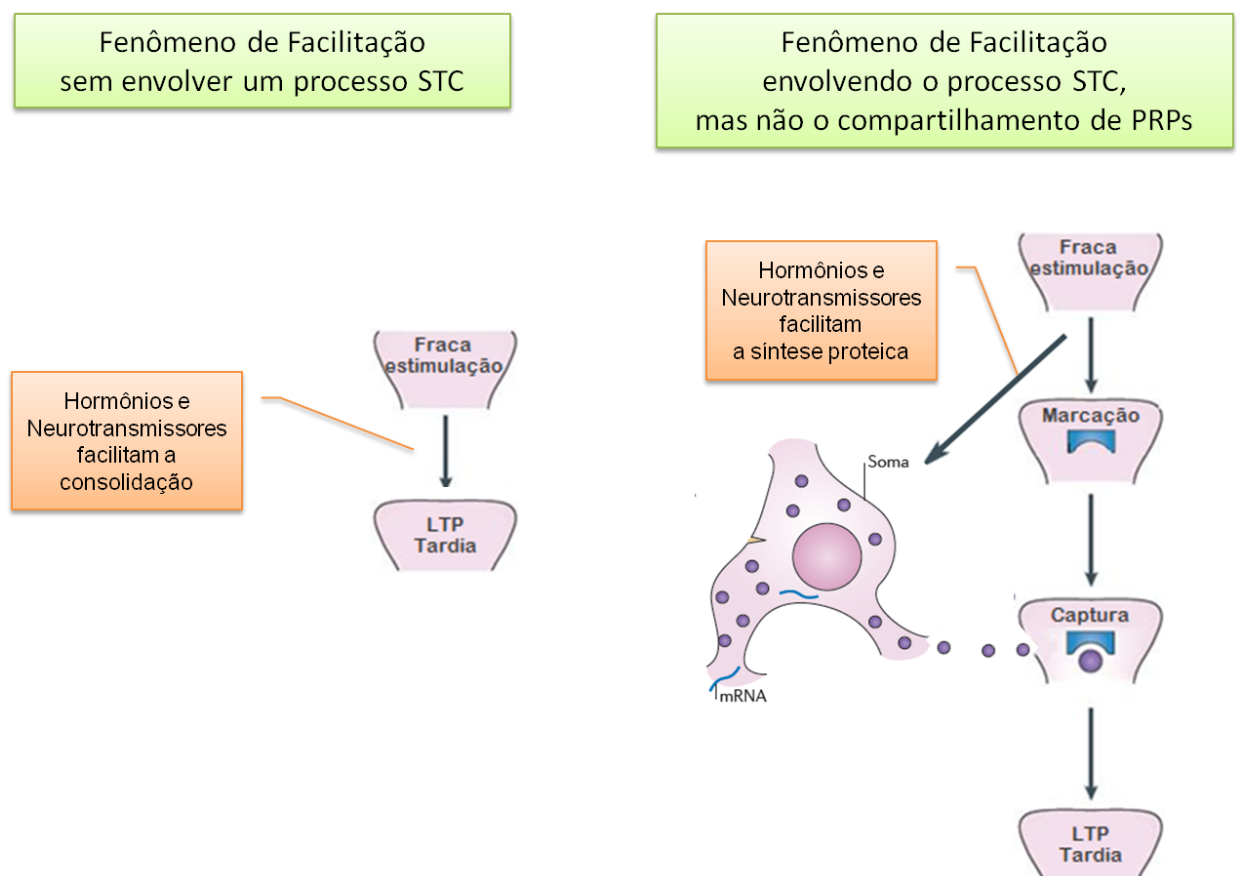 Fenômeno de Facilitação
sem envolver um processo STC
Hormônios e
Neurotransmissores
facilitam a
consolidação
Fraca
estimulação
LTP
Tardia
Fenômeno de Facilitação
envolvendo o processo STC,
mas não o compartilhamento de PRPs
Hormônios e
Neurotransmissores
facilitam
a síntese proteica
Fraca
estimulação
Marcação
Soma
Captura
mRNA
LTP
Tardia